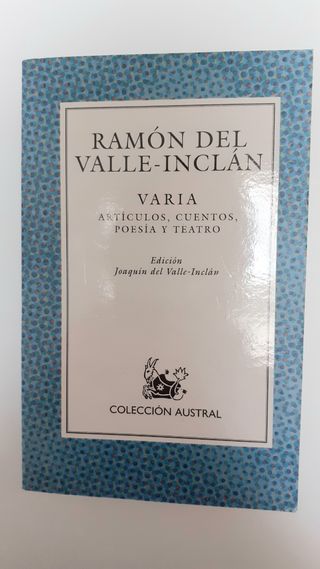 RAMÓN DEL
VALLE-INCLÁN
VARIA
ARTÍCULOS, CUENTOS,
POESÍA Y TEATRO
Edición
Joaquín del Valle-Inclán
COLECCIÓN AUSTRAL